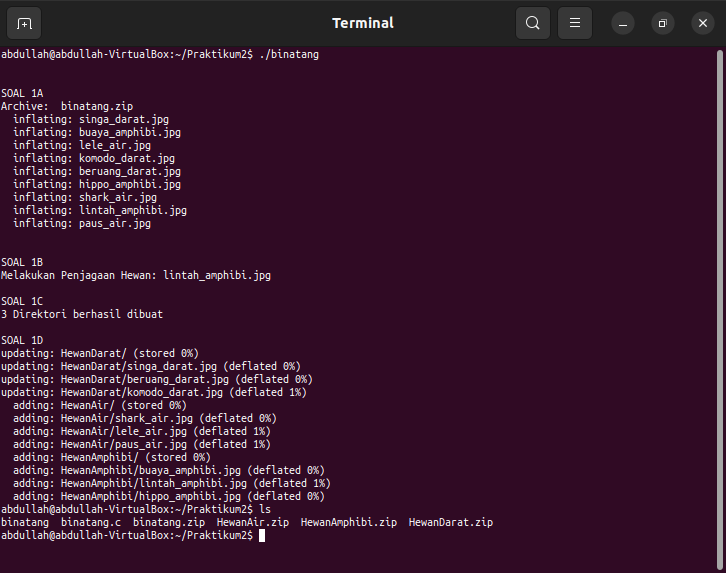 Terminal
abdullah@abdullah-VirtualBox:~/Praktikum2$ ./binatang
SOAL 1A
Archive:  binatang.zip
  inflating: singa_darat.jpg
  inflating: buaya_amphibi.jpg
  inflating: lele_air.jpg
  inflating: komodo_darat.jpg
  inflating: beruang_darat.jpg
  inflating: hippo_amphibi.jpg
  inflating: shark_air.jpg
  inflating: lintah_amphibi.jpg
  inflating: paus_air.jpg
SOAL 1B
Melakukan Penjagaan Hewan: lintah_amphibi.jpg
SOAL 1C
3 Direktori berhasil dibuat
SOAL 1D
updating: HewanDarat/ (stored 0%)
updating: HewanDarat/singa_darat.jpg (deflated 0%)
updating: HewanDarat/beruang_darat.jpg (deflated 0%)
updating: HewanDarat/komodo_darat.jpg (deflated 1%)
  adding: HewanAir/ (stored 0%)
  adding: HewanAir/shark_air.jpg (deflated 0%)
  adding: HewanAir/lele_air.jpg (deflated 1%)
  adding: HewanAir/paus_air.jpg (deflated 1%)
  adding: HewanAmphibi/ (stored 0%)
  adding: HewanAmphibi/buaya_amphibi.jpg (deflated 0%)
  adding: HewanAmphibi/lintah_amphibi.jpg (deflated 1%)
  adding: HewanAmphibi/hippo_amphibi.jpg (deflated 0%)
abdullah@abdullah-VirtualBox:~/Praktikum2$ ls
binatang  binatang.c  binatang.zip  HewanAir.zip  HewanAmphibi.zip  HewanDarat.zip
abdullah@abdullah-VirtualBox:~/Praktikum2$